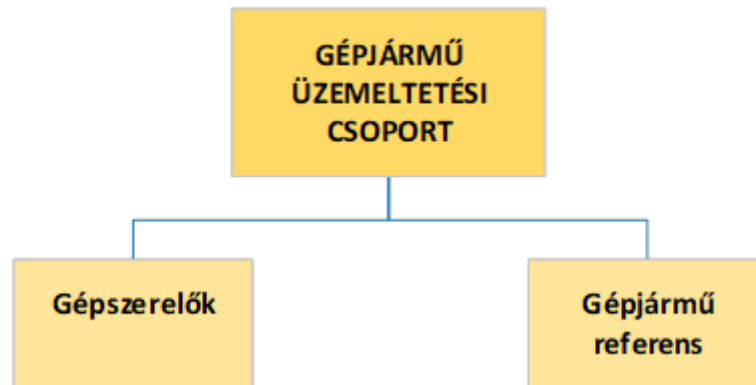 GÉPJÁRMŰ
ÜZEMELTETÉSI
CSOPORT
Gépszerelők
Gépjármű
referens